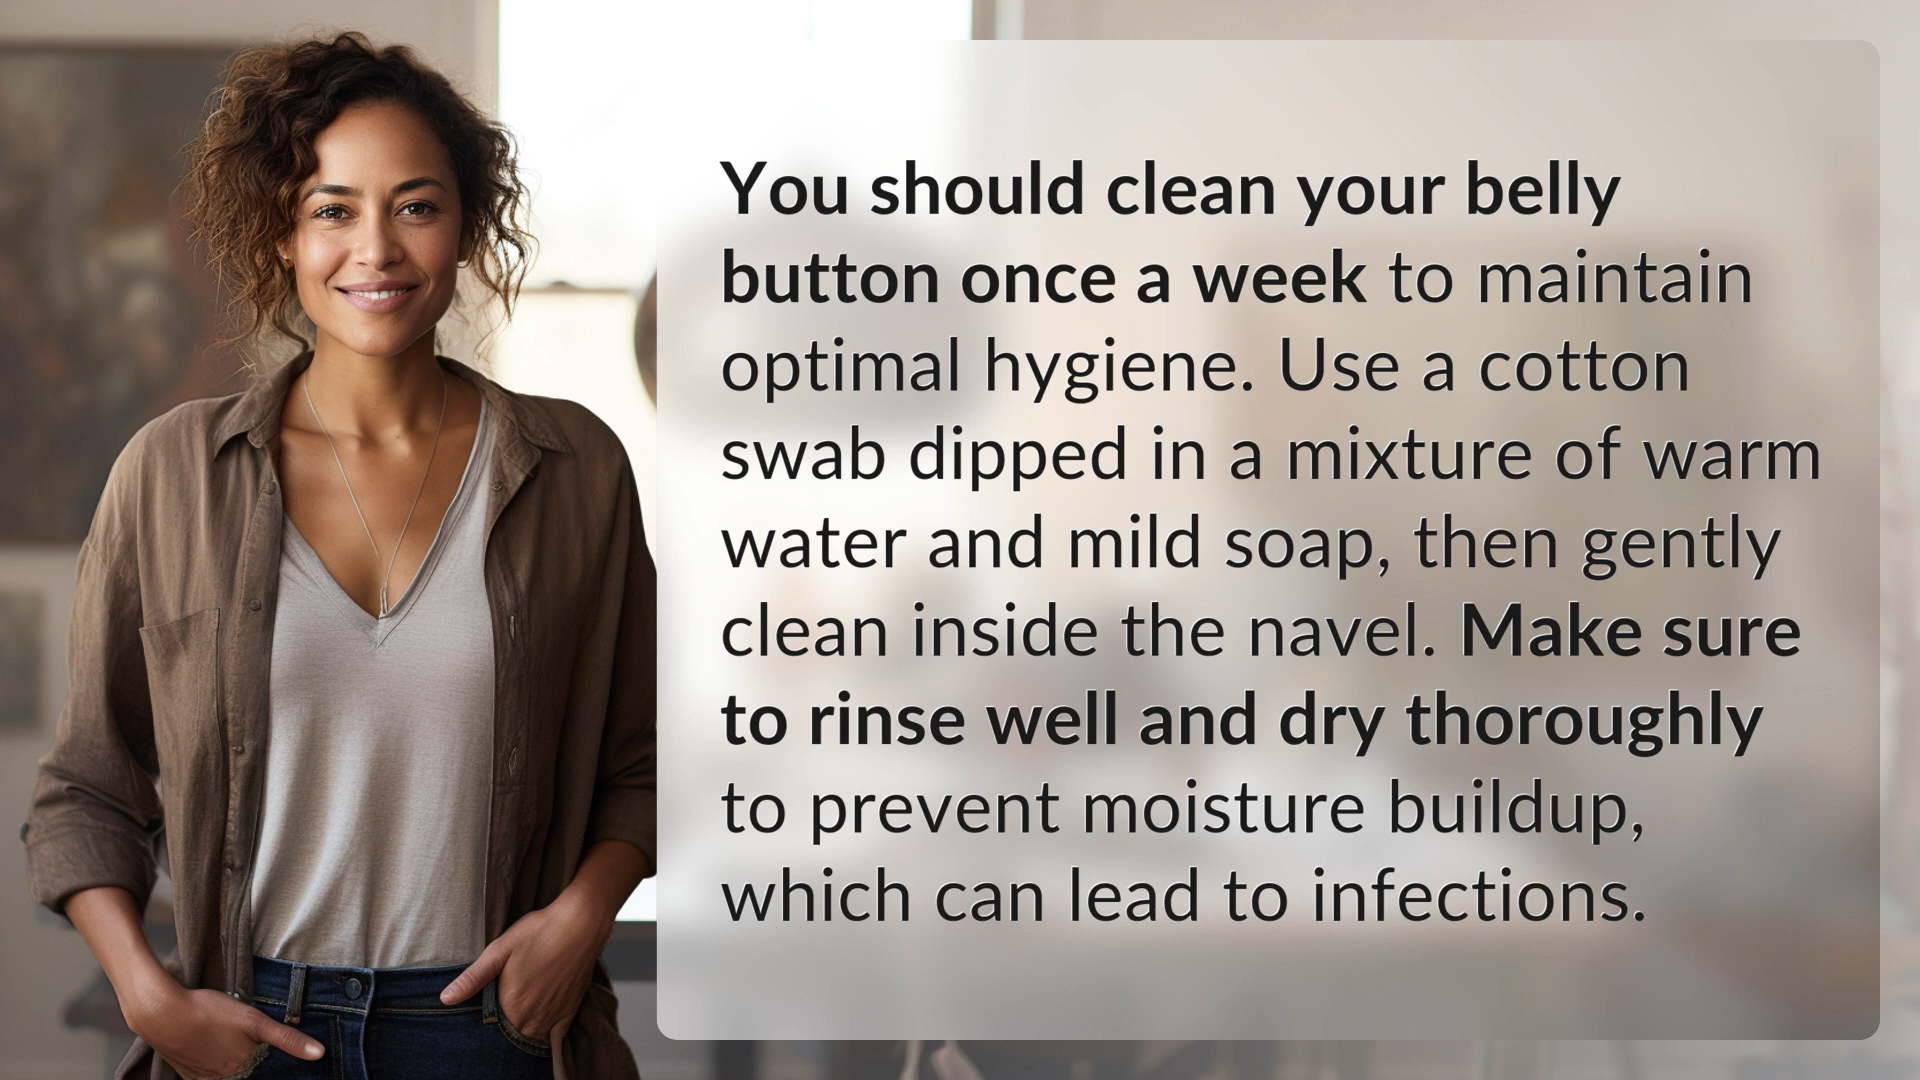 You should clean your belly
button once a week to maintain
optimal hygiene. Use a cotton
swab dipped in a mixture of warm
water and mild soap, then gently
clean inside the navel. Make sure
to rinse well and dry thoroughly
to prevent moisture buildup,
which can lead to infections.